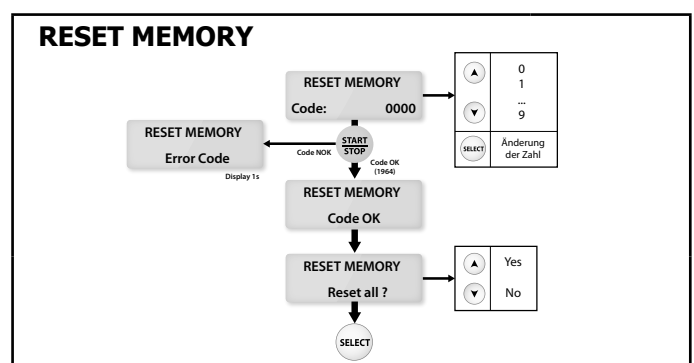 RESET MEMORY
RESET MEMORY
Code: 0000
0
1
...
9
SELECT
Änderung
der Zahl
START
STOP
Code NOK
Code OK
(1964)
RESET MEMORY
Error Code
Display 1s
RESET MEMORY
Code OK
RESET MEMORY
Reset all ?
Yes
No
SELECT